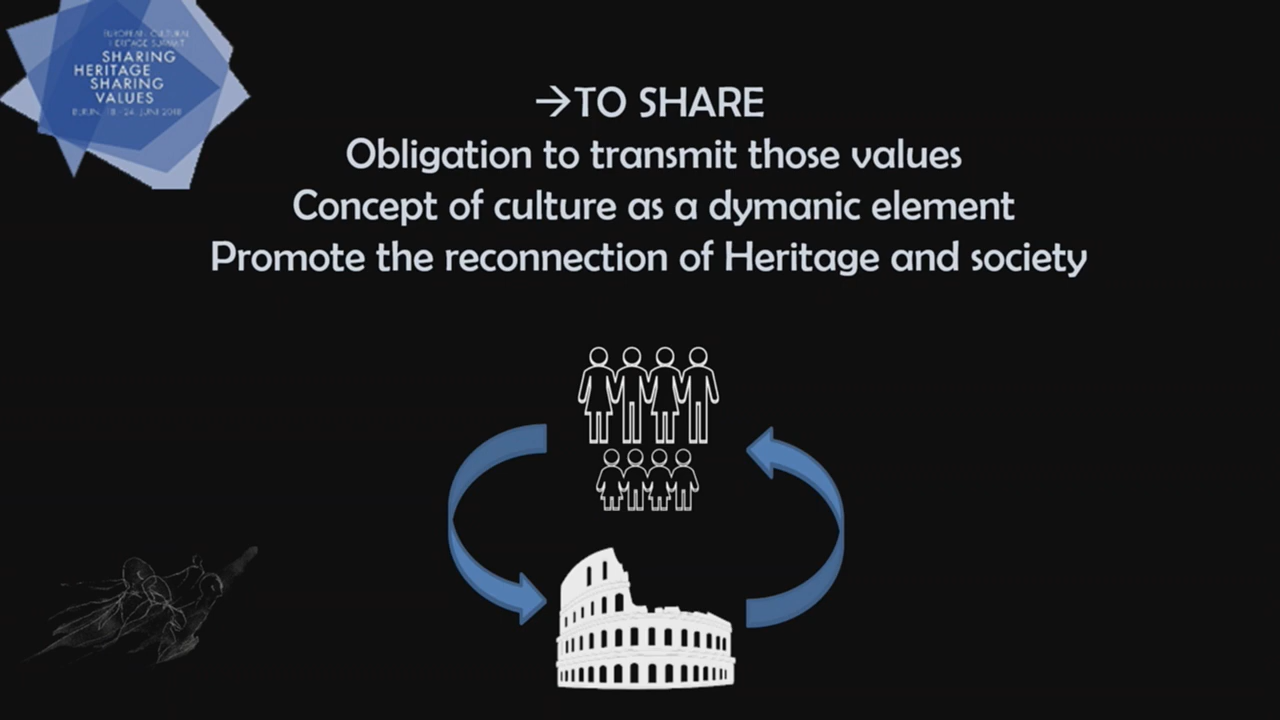 EUROPEAN CULTURAL
HERITAGE SUMMIT
SHARING
HERITAGE
SHARING
VALUES
BERLIN, 18 - 24. JUNI 2018
→TO SHARE
Obligation to transmit those values
Concept of culture as a dymanic element
Promote the reconnection of Heritage and society